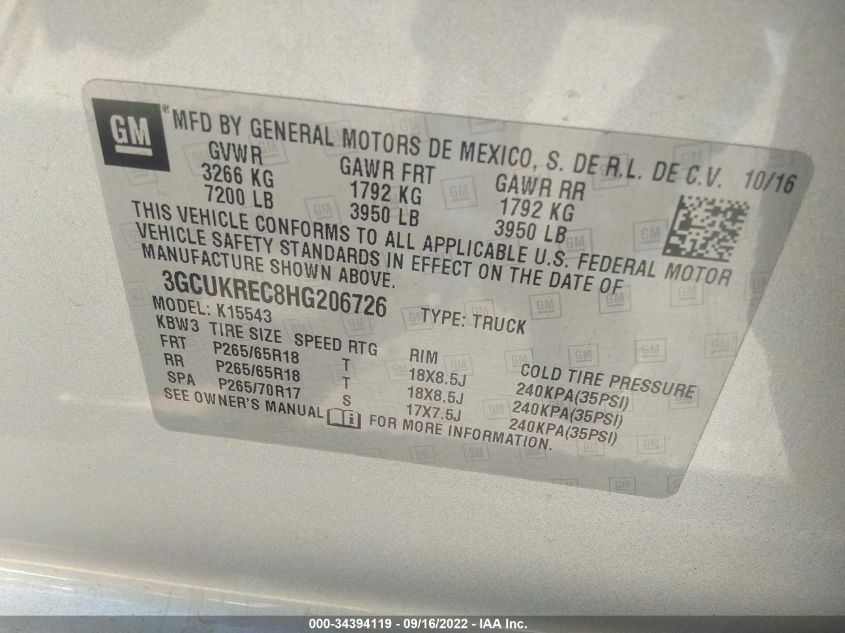 GM
MFD BY GENERAL MOTORS DE MEXICO, S. DE R.L. DE C.V. 10/16
GVWR GAWR FRT GAWR RR
3266 KG 1792 KG 1792 KG
7200 LB 3950 LB 3950 LB
THIS VEHICLE CONFORMS TO ALL APPLICABLE U.S. FEDERAL MOTOR
VEHICLE SAFETY STANDARDS IN EFFECT ON THE DATE OF
MANUFACTURE SHOWN ABOVE.
3GCUKREC8HG206726 TYPE: TRUCK
MODEL: K15543
KBW3 TIRE SIZE SPEED RTG RIM COLD TIRE PRESSURE
FRT P265/65R18 T 18X8.5J 240KPA(35PSI)
RR P265/65R18 T 18X8.5J 240KPA(35PSI)
SPA P265/70R17 S 17X7.5J 240KPA(35PSI)
SEE OWNER'S MANUAL FOR MORE INFORMATION.
000-34394119 - 09/16/2022 - IAA Inc.